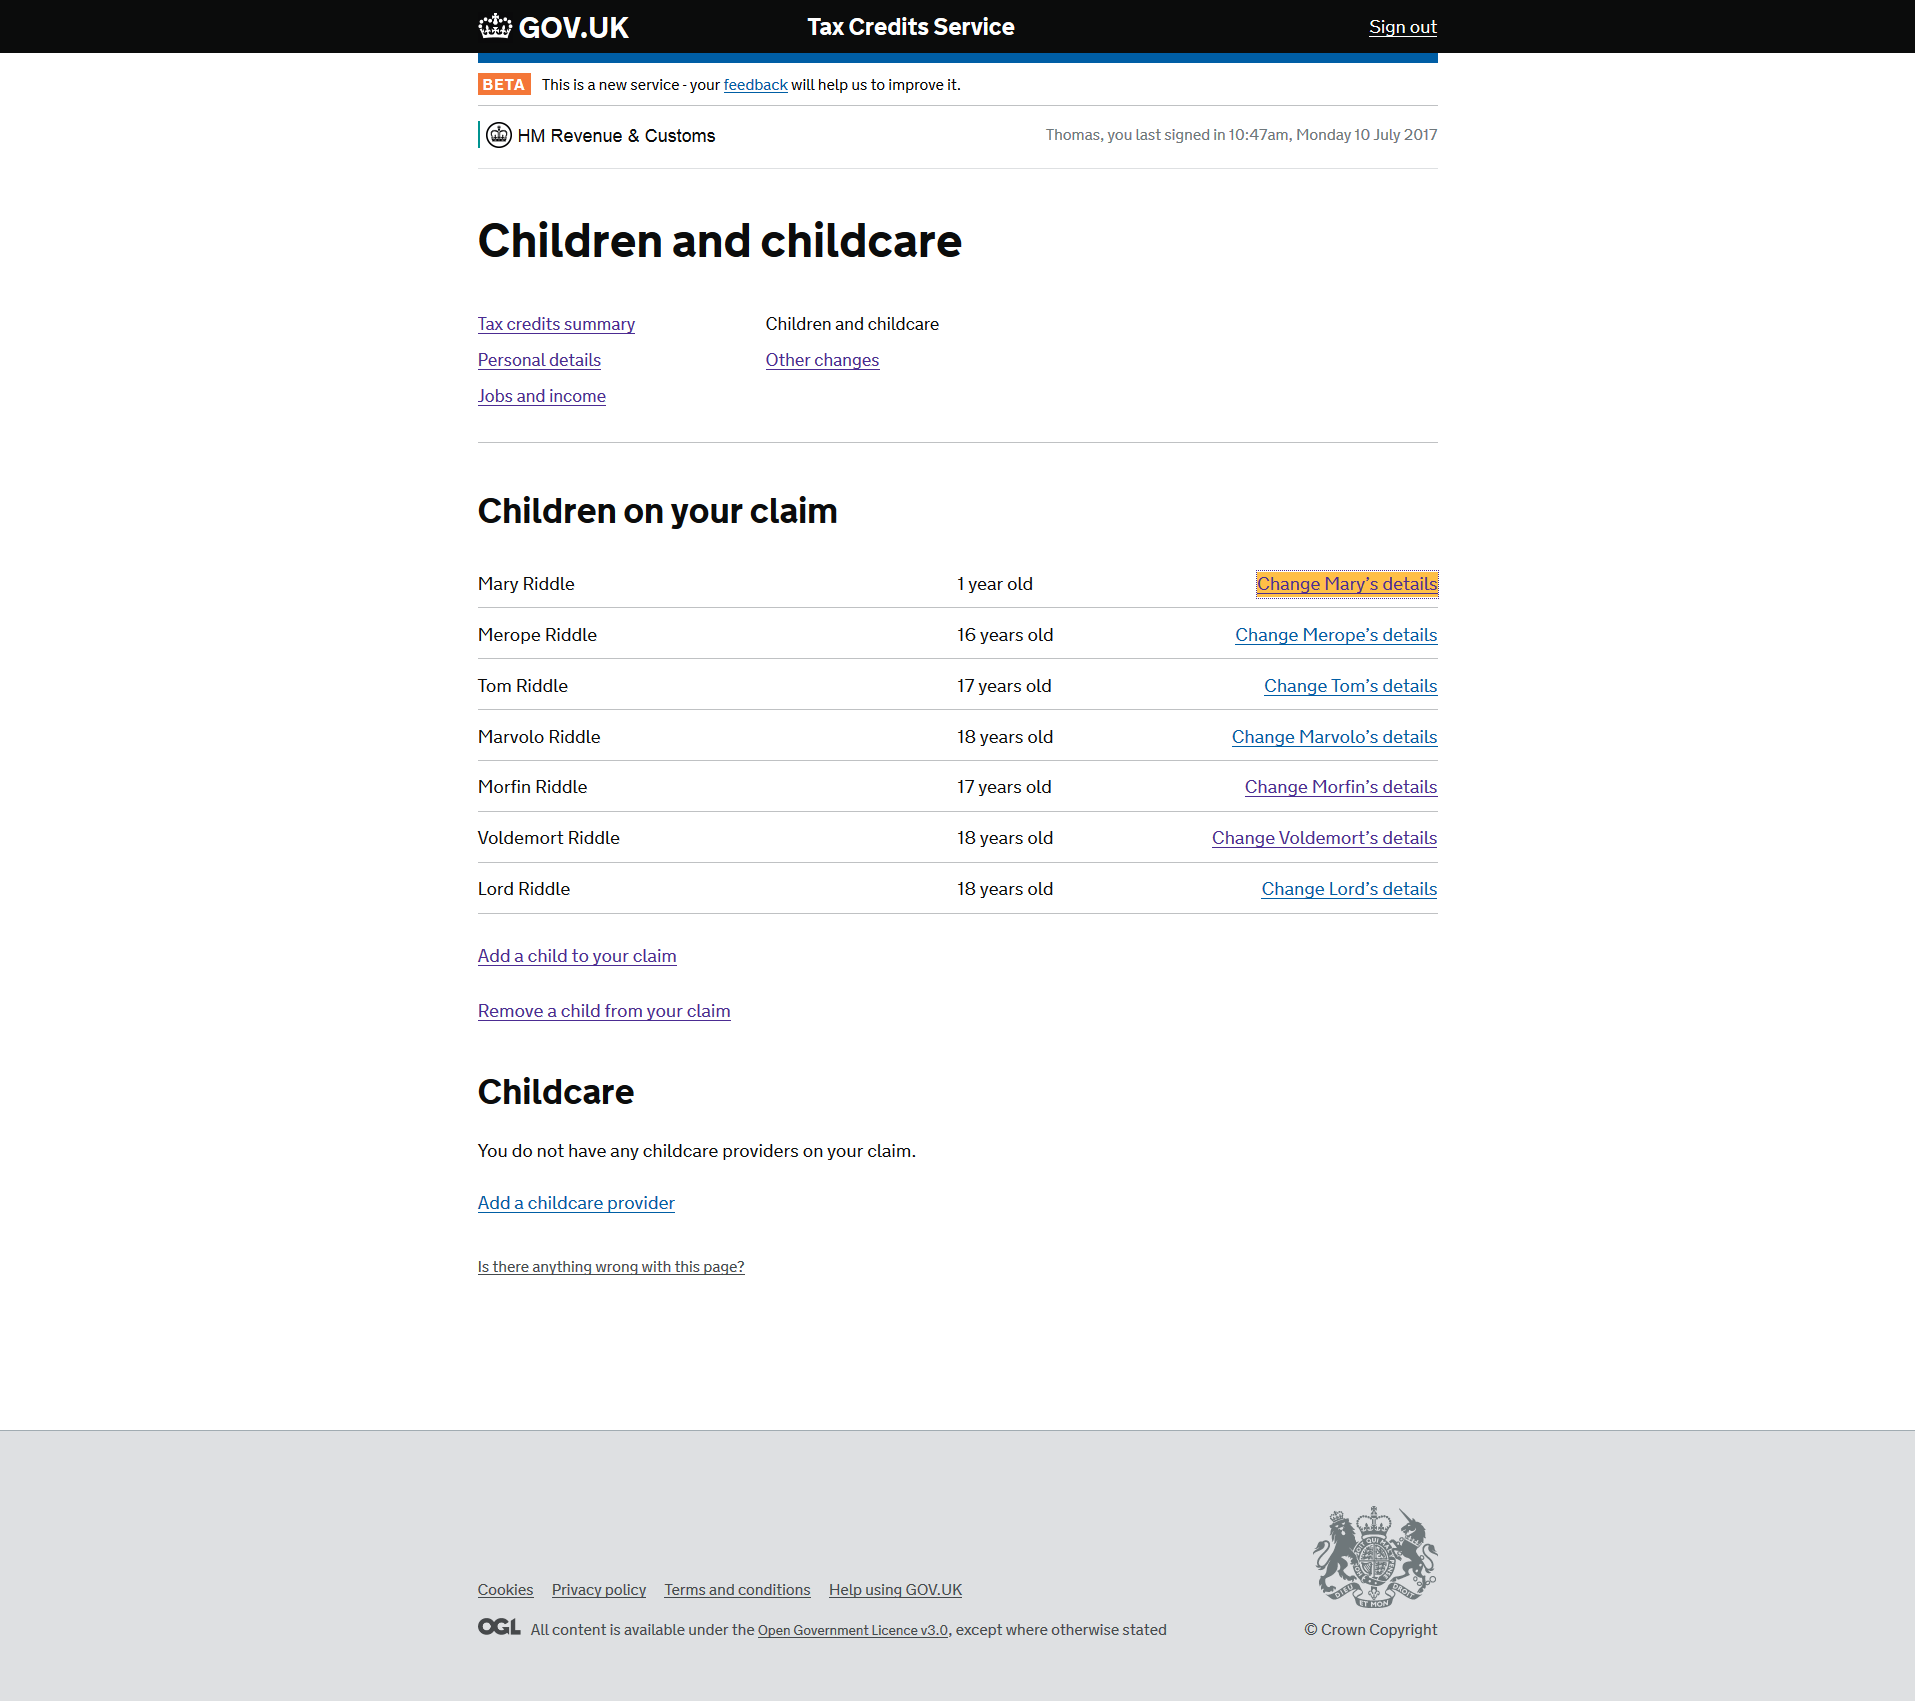 GOV.UK Tax Credits Service Sign out
BETA This is a new service - your feedback will help us to improve it.
HM Revenue & Customs Thomas, you last signed in 10:47am, Monday 10 July 2017
Children and childcare
Tax credits summary Children and childcare
Personal details Other changes
Jobs and income
Children on your claim
Mary Riddle 1 year old Change Mary’s details
Merope Riddle 16 years old Change Merope’s details
Tom Riddle 17 years old Change Tom’s details
Marvolo Riddle 18 years old Change Marvolo’s details
Morfin Riddle 17 years old Change Morfin’s details
Voldemort Riddle 18 years old Change Voldemort’s details
Lord Riddle 18 years old Change Lord’s details
Add a child to your claim
Remove a child from your claim
Childcare
You do not have any childcare providers on your claim.
Add a childcare provider
Is there anything wrong with this page?
DIEU ET MON DROIT
Cookies Privacy policy Terms and conditions Help using GOV.UK
OGL All content is available under the Open Government Licence v3.0, except where otherwise stated © Crown Copyright